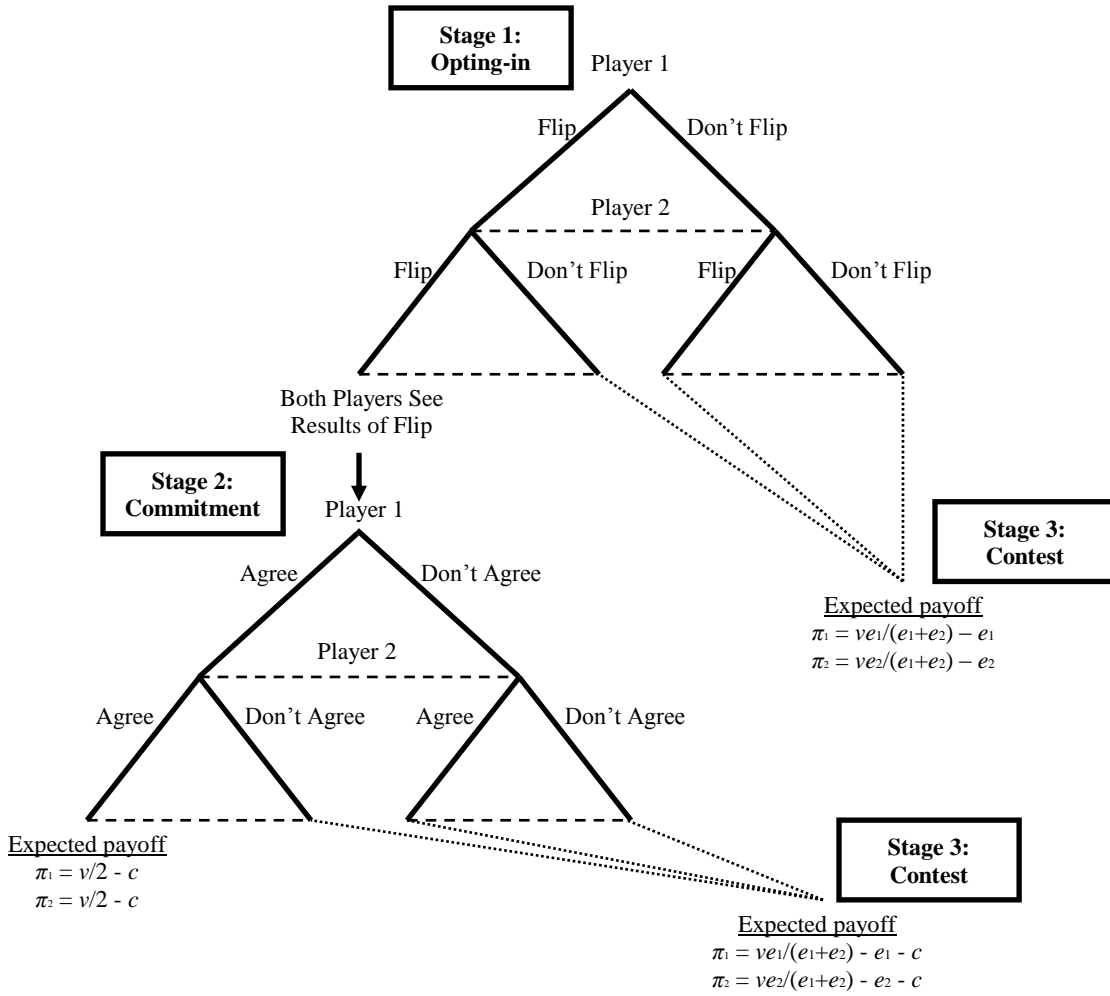 Stage 1:
Opting-in
Player 1
Flip
Don't Flip
Player 2
Flip
Don't Flip
Flip
Don't Flip
Both Players See
Results of Flip
Stage 2:
Commitment
Player 1
Agree
Don't Agree
Stage 3:
Contest
Expected payoff
π₁ = ve₁/(e₁+e₂) – e₁
π₂ = ve₂/(e₁+e₂) – e₂
Player 2
Agree
Don't Agree
Agree
Don't Agree
Expected payoff
π₁ = v/2 - c
π₂ = v/2 - c
Stage 3:
Contest
Expected payoff
π₁ = ve₁/(e₁+e₂) - e₁ - c
π₂ = ve₂/(e₁+e₂) - e₂ - c